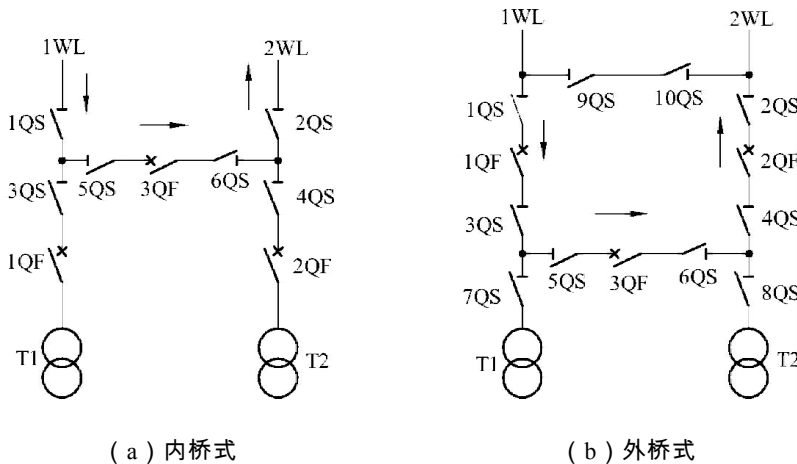 1WL 2WL
1QS 2QS
5QS 3QF 6QS
3QS 4QS
1QF 2QF
T1 T2
(a)内桥式
1WL 2WL
9QS 10QS
1QS 2QS
1QF 2QF
3QS 4QS
5QS 3QF 6QS
7QS 8QS
T1 T2
(b)外桥式